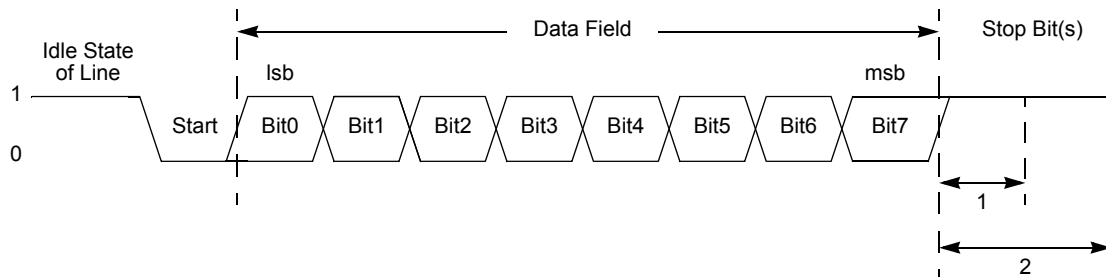 Data Field
Stop Bit(s)
Idle State
of Line
lsb
msb
1
Start
Bit0
Bit1
Bit2
Bit3
Bit4
Bit5
Bit6
Bit7
0
1
2